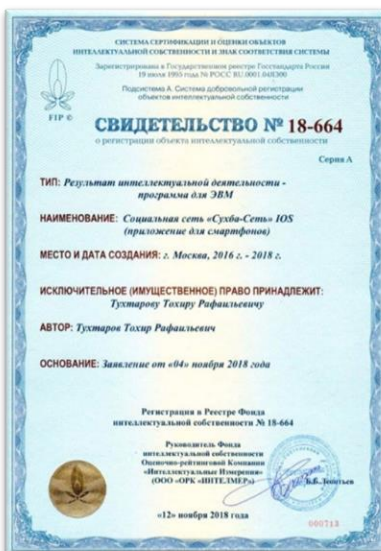 СИСТЕМА СЕРТИФИКАЦИИ И ОЦЕНКИ ОБЪЕКТОВ
ИНТЕЛЛЕКТУАЛЬНОЙ СОБСТВЕННОСТИ И ЗНАК СООТВЕТСТВИЯ СИСТЕМЫ
Зарегистрирована в Государственном реестре Госстандарта России
19 июля 1995 года № РОСС RU.0001.04ЯЭ00
Подсистема А. Система добровольной регистрации
объектов интеллектуальной собственности
FIP ©
СВИДЕТЕЛЬСТВО № 18-664
о регистрации объекта интеллектуальной собственности
Серия А
ТИП: Результат интеллектуальной деятельности -
программа для ЭВМ
НАИМЕНОВАНИЕ: Социальная сеть «Сухба-Сеть» IOS
(приложение для смартфонов)
МЕСТО И ДАТА СОЗДАНИЯ: г. Москва, 2016 г. - 2018 г.
ИСКЛЮЧИТЕЛЬНОЕ (ИМУЩЕСТВЕННОЕ) ПРАВО ПРИНАДЛЕЖИТ:
Тухтарову Тохиру Рафаильевичу
АВТОР: Тухтаров Тохир Рафаильевич
ОСНОВАНИЕ: Заявление от «04» ноября 2018 года
Регистрация в Реестре Фонда
интеллектуальной собственности № 18-664
Руководитель Фонда
интеллектуальной собственности
Оценочно-рейтинговой Компании
«Интеллектуальные Измерения»
(ООО «ОРК «ИНТЕЛМЕР»)
Б.Б. Леонтьев
«12» ноября 2018 года
000713